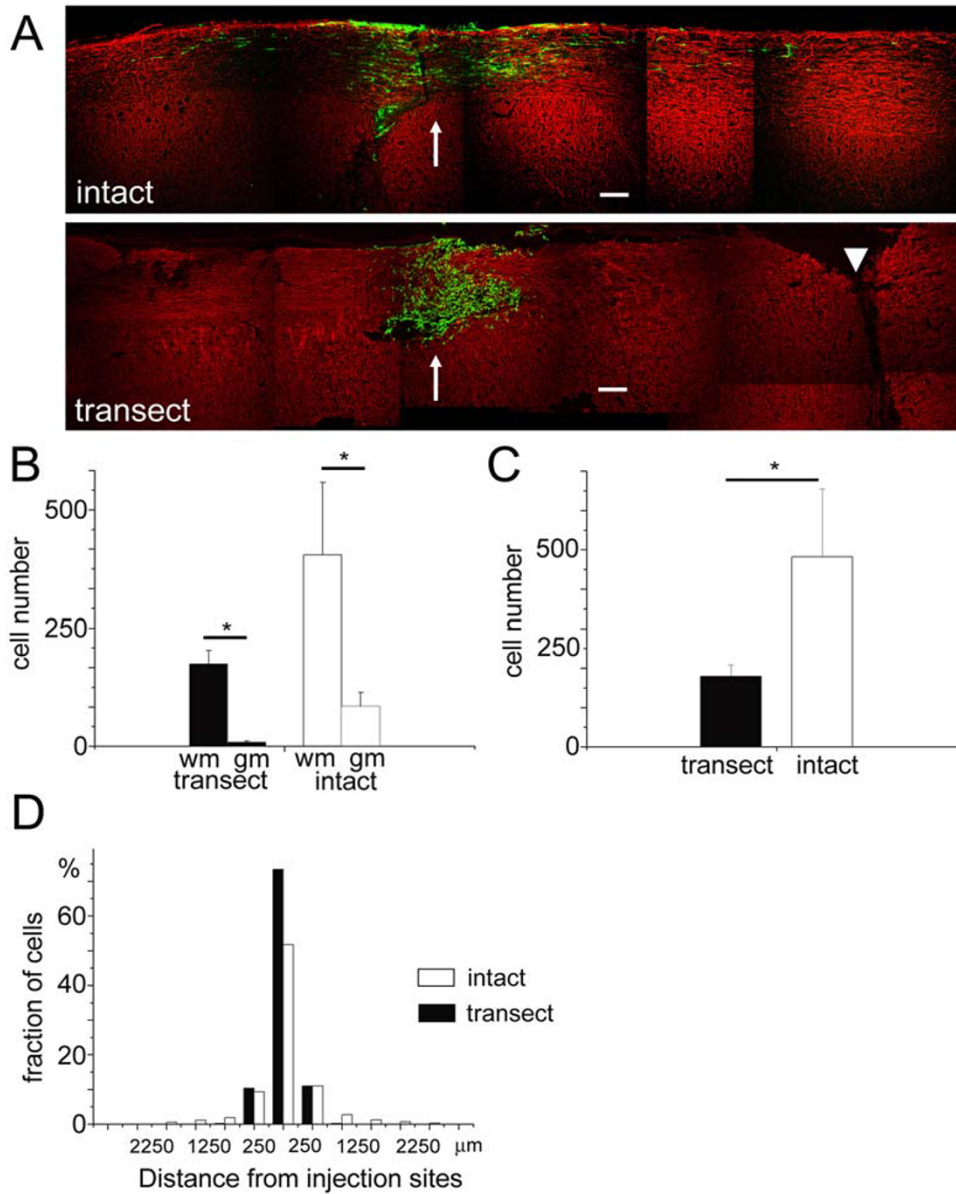 A
intact
transect
B
500
250
0
cell number
*
*
wm gm wm gm
transect intact
C
500
250
0
cell number
*
transect intact
D
%
60
40
20
0
fraction of cells
intact
transect
2250 1250 250 250 1250 2250 μm
Distance from injection sites